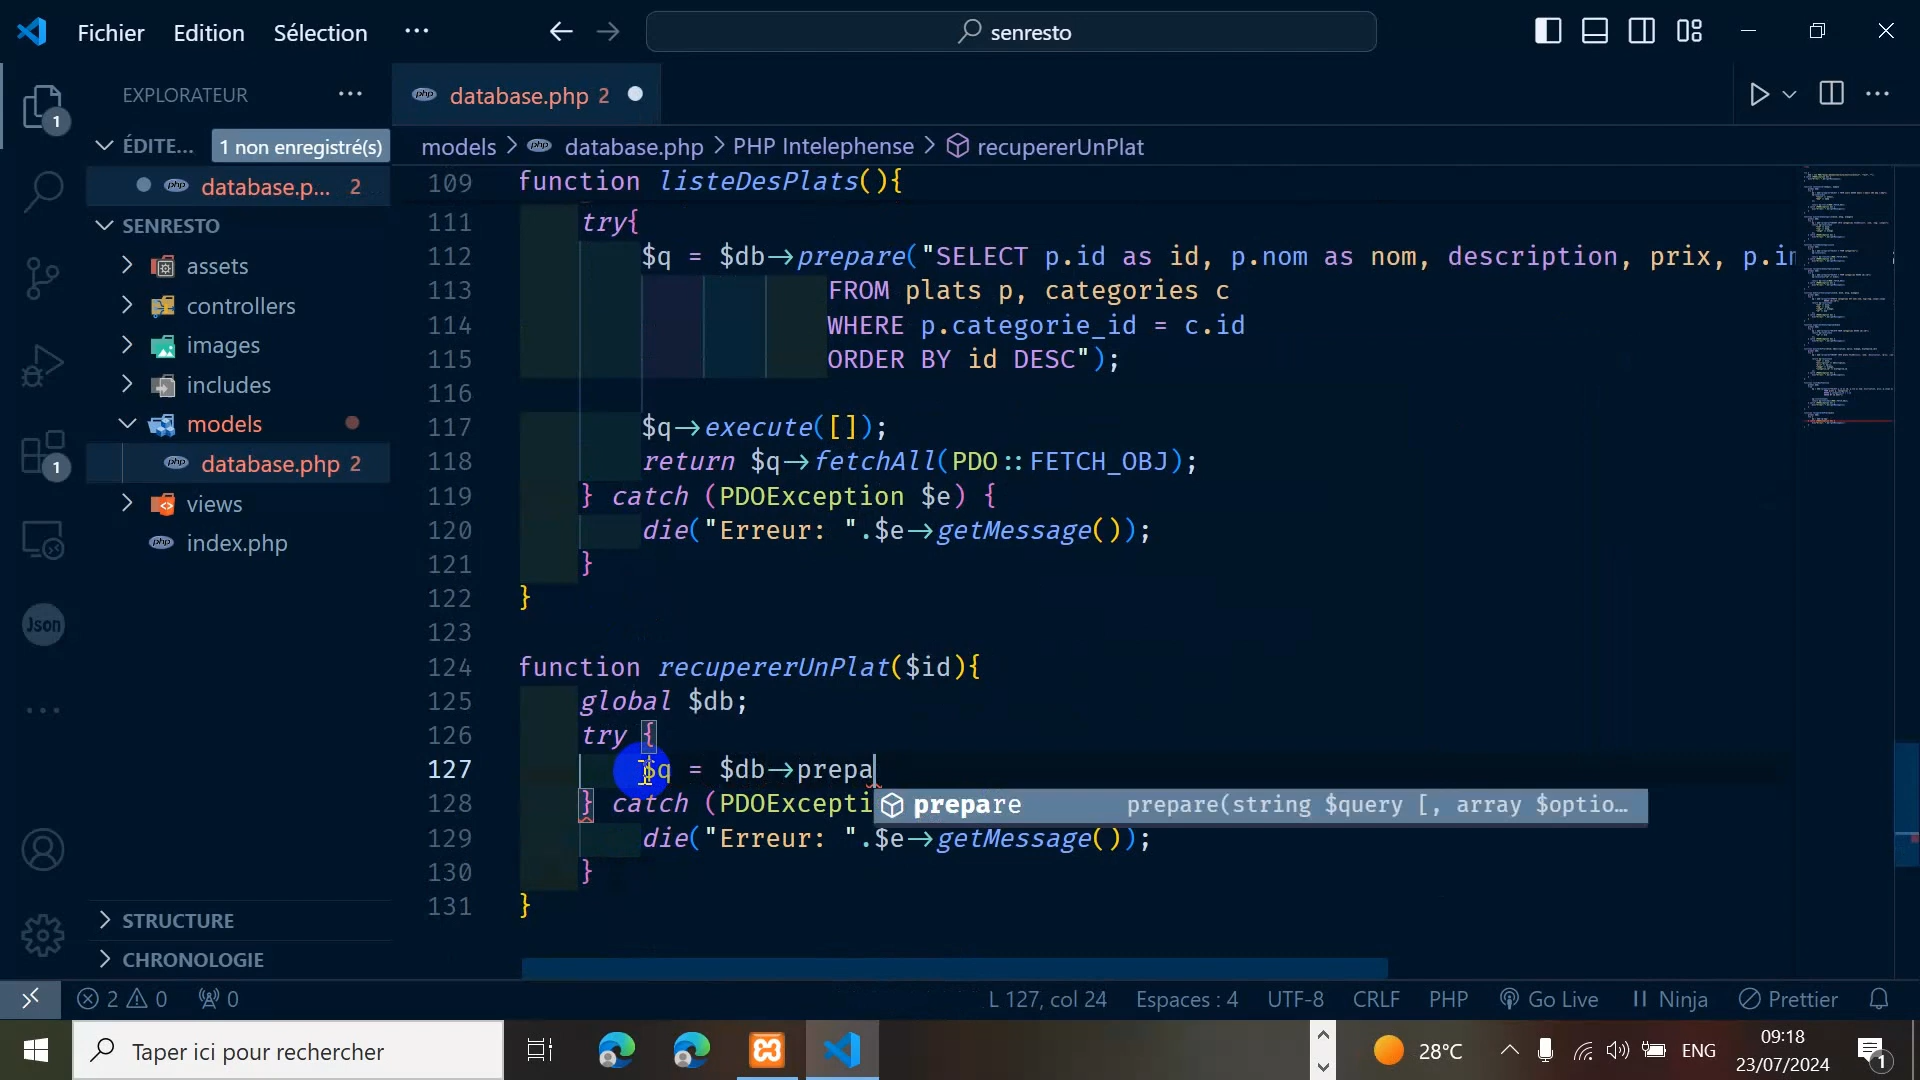 Fichier Edition Sélection ··· senresto
EXPLORATEUR ···
database.php 2
ÉDITE... 1 non enregistré(s)
models > database.php > PHP Intelephense > recupererUnPlat
database.p... 2
SENRESTO
assets
controllers
images
includes
models
database.php 2
views
index.php
STRUCTURE
CHRONOLOGIE
1
1
Json
109 function listeDesPlats(){
111 try{
112 $q = $db->prepare("SELECT p.id as id, p.nom as nom, description, prix, p.im
113 FROM plats p, categories c
114 WHERE p.categorie_id = c.id
115 ORDER BY id DESC");
116
117 $q->execute([]);
118 return $q->fetchAll(PDO::FETCH_OBJ);
119 } catch (PDOException $e) {
120 die("Erreur: ".$e->getMessage());
121 }
122 }
123
124 function recupererUnPlat($id){
125 global $db;
126 try {
127 $q = $db->prepa
128 } catch (PDOExcepti
prepare prepare(string $query [, array $optio...
129 die("Erreur: ".$e->getMessage());
130 }
131 }
2 0 0 L 127, col 24 Espaces : 4 UTF-8 CRLF PHP Go Live Ninja Prettier
Taper ici pour rechercher 28°C ENG 09:18
23/07/2024 1